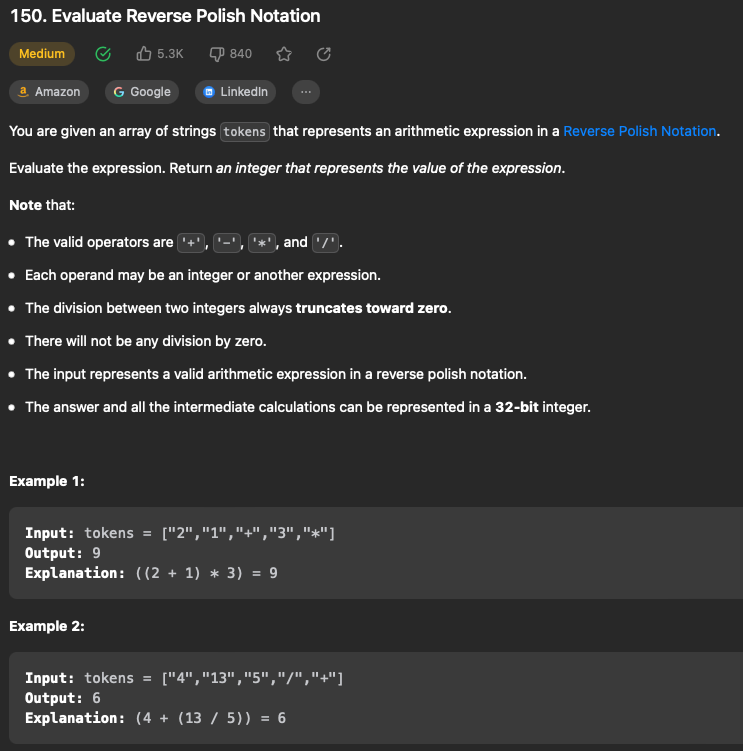 150. Evaluate Reverse Polish Notation
Medium 5.3K 840
Amazon Google LinkedIn ...
You are given an array of strings tokens that represents an arithmetic expression in a Reverse Polish Notation.
Evaluate the expression. Return an integer that represents the value of the expression.
Note that:
• The valid operators are '+', '-', '*', and '/'.
• Each operand may be an integer or another expression.
• The division between two integers always truncates toward zero.
• There will not be any division by zero.
• The input represents a valid arithmetic expression in a reverse polish notation.
• The answer and all the intermediate calculations can be represented in a 32-bit integer.
Example 1:
Input: tokens = ["2","1","+","3","*"]
Output: 9
Explanation: ((2 + 1) * 3) = 9
Example 2:
Input: tokens = ["4","13","5","/","+"]
Output: 6
Explanation: (4 + (13 / 5)) = 6